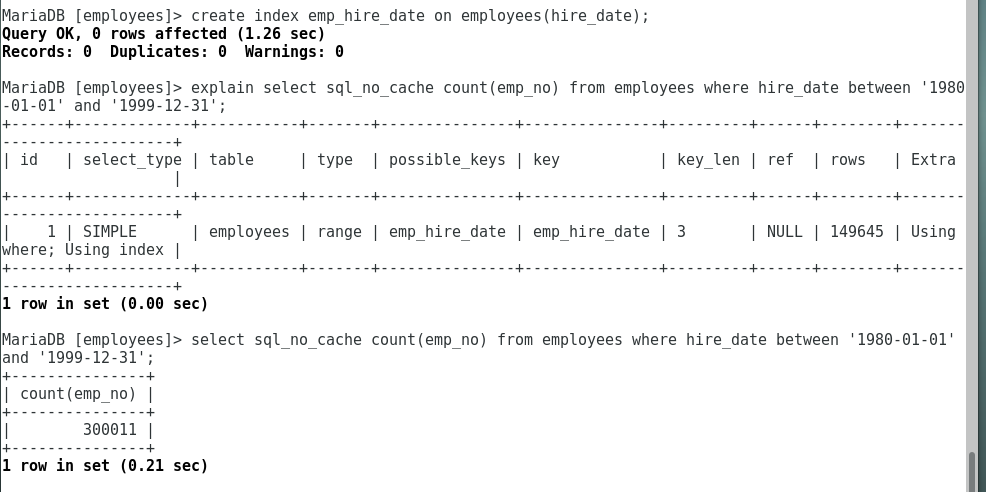 MariaDB [employees]> create index emp_hire_date on employees(hire_date);
Query OK, 0 rows affected (1.26 sec)
Records: 0  Duplicates: 0  Warnings: 0

MariaDB [employees]> explain select sql_no_cache count(emp_no) from employees where hire_date between '1980
-01-01' and '1999-12-31';
+------+-------------+-----------+-------+---------------+---------------+---------+------+--------+-------
-------------------+
| id   | select_type | table     | type  | possible_keys | key           | key_len | ref  | rows   | Extra
                   |
+------+-------------+-----------+-------+---------------+---------------+---------+------+--------+-------
-------------------+
|    1 | SIMPLE      | employees | range | emp_hire_date | emp_hire_date | 3       | NULL | 149645 | Using
where; Using index |
+------+-------------+-----------+-------+---------------+---------------+---------+------+--------+-------
-------------------+
1 row in set (0.00 sec)

MariaDB [employees]> select sql_no_cache count(emp_no) from employees where hire_date between '1980-01-01'
and '1999-12-31';
+---------------+
| count(emp_no) |
+---------------+
|        300011 |
+---------------+
1 row in set (0.21 sec)